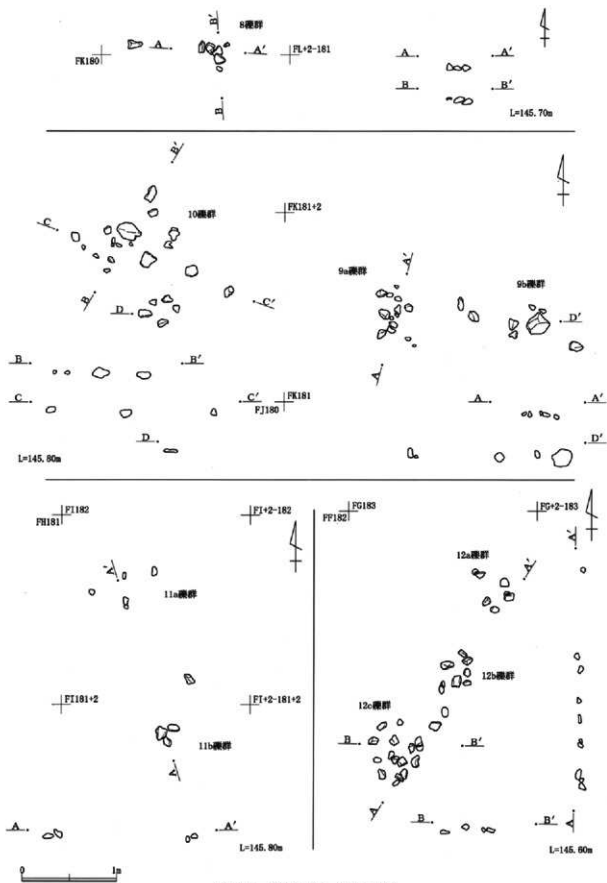 8礫群
B'
FK180
A
A'
FL+2-181
B
A
A'
B
B'
L=145.70m
B'
10礫群
FK181+2
C
9a礫群
A'
9b礫群
B
D
C'
D'
A
B
B'
C
C'
FJ180
FK181
A
A'
D
D'
L=145.80m
FI182
FH181
FI+2-182
FG183
FF182
FG+2-183
A'
12a礫群
A'
A'
11a礫群
12b礫群
FI181+2
FI+2-181+2
12c礫群
B
B'
11b礫群
A
A
A
A'
B
B'
A
L=145.80m
L=145.60m
0
1m